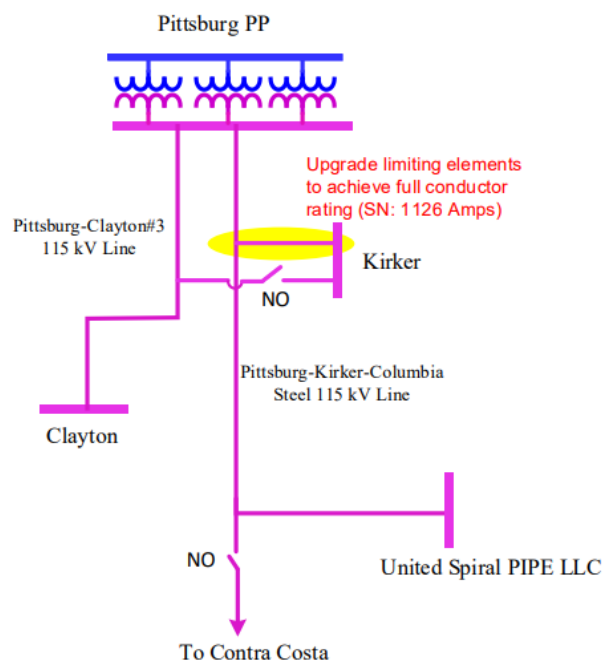 Pittsburg PP
Upgrade limiting elements
to achieve full conductor
rating (SN: 1126 Amps)
Pittsburg-Clayton#3
115 kV Line
Kirker
NO
Pittsburg-Kirker-Columbia
Steel 115 kV Line
Clayton
NO
United Spiral PIPE LLC
To Contra Costa